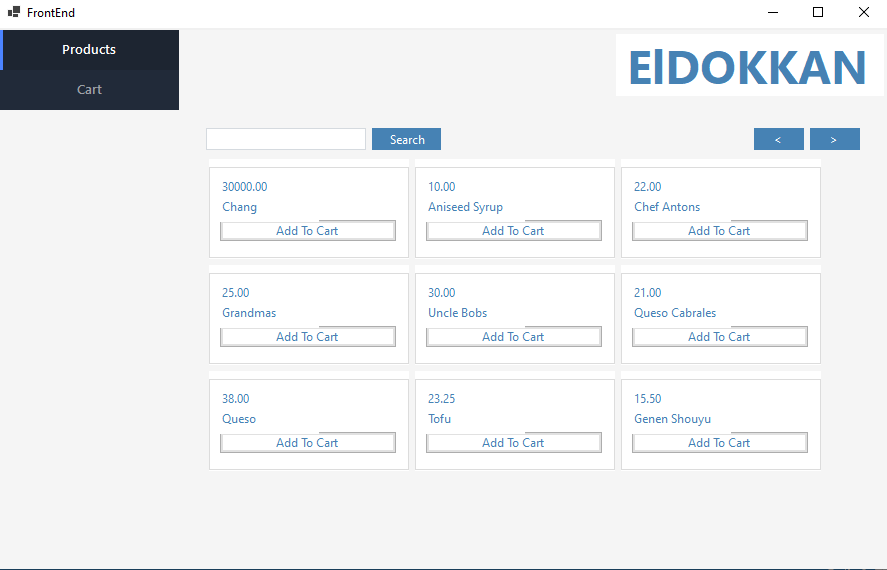 FrontEnd
Products
Cart
ElDOKKAN
Search
<
>
30000.00
Chang
Add To Cart
10.00
Aniseed Syrup
Add To Cart
22.00
Chef Antons
Add To Cart
25.00
Grandmas
Add To Cart
30.00
Uncle Bobs
Add To Cart
21.00
Queso Cabrales
Add To Cart
38.00
Queso
Add To Cart
23.25
Tofu
Add To Cart
15.50
Genen Shouyu
Add To Cart